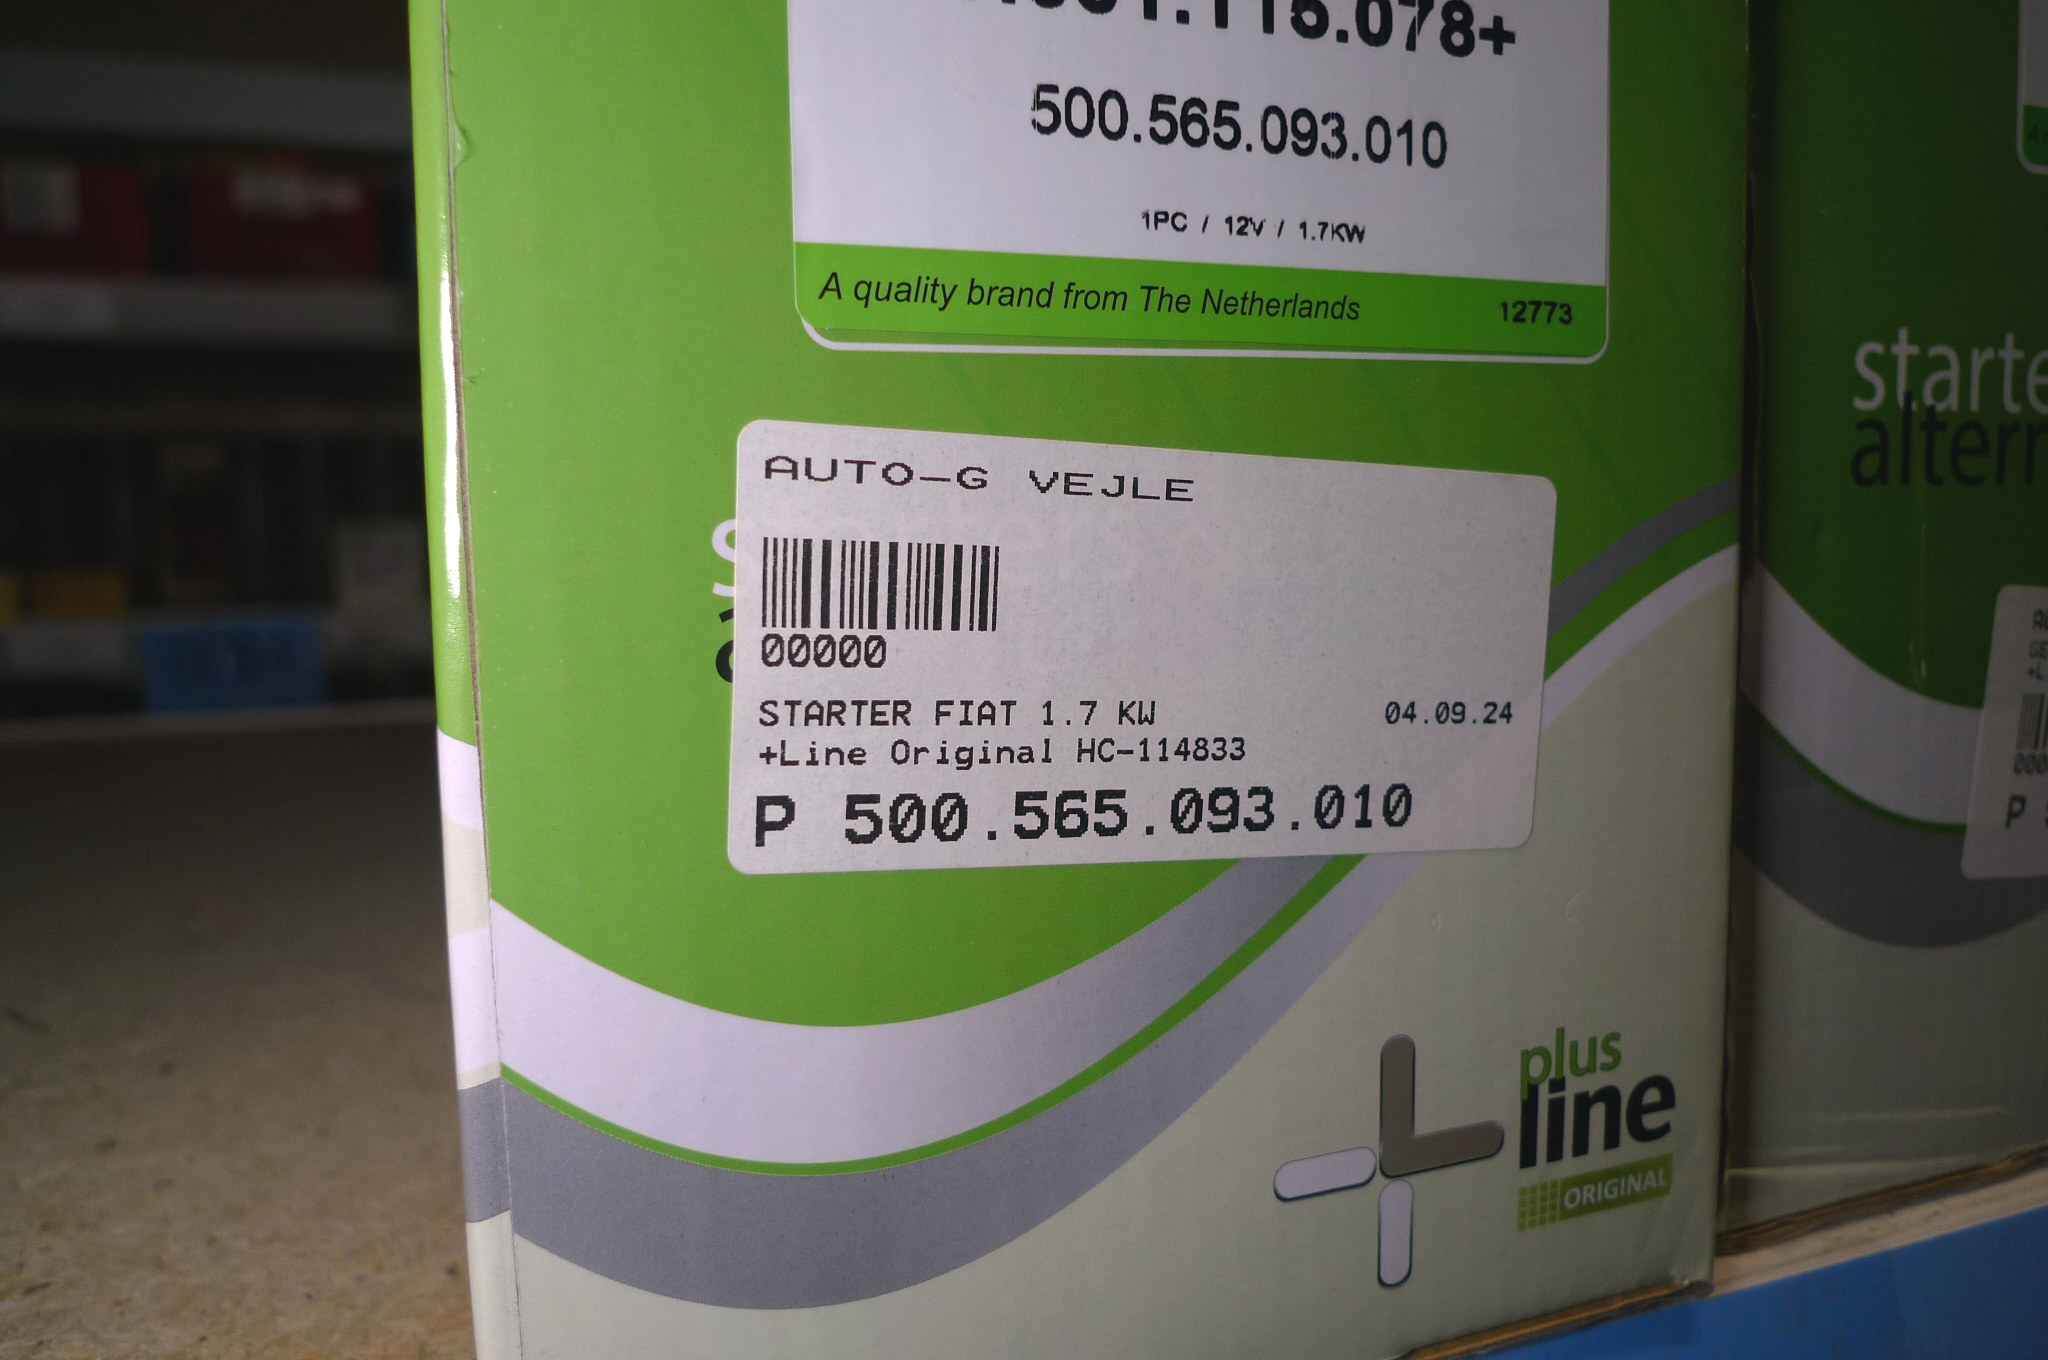 .115.078+
500.565.093.010
1PC / 12V / 1.7KW
A quality brand from The Netherlands 12773
AUTO-G VEJLE
00000
STARTER FIAT 1.7 KW 04.09.24
+Line Original HC-114833
P 500.565.093.010
plus
line
ORIGINAL
starte
altern
P